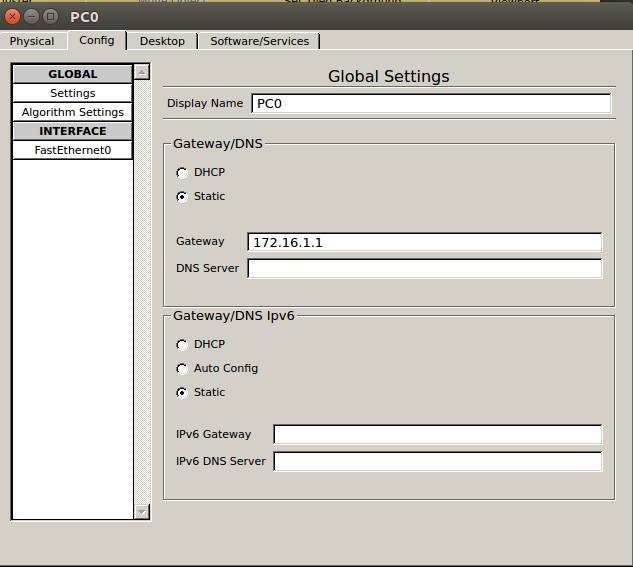 PC0
Physical Config Desktop Software/Services
GLOBAL
Settings
Algorithm Settings
INTERFACE
FastEthernet0
Global Settings
Display Name PC0
Gateway/DNS
DHCP
Static
Gateway 172.16.1.1
DNS Server
Gateway/DNS Ipv6
DHCP
Auto Config
Static
IPv6 Gateway
IPv6 DNS Server